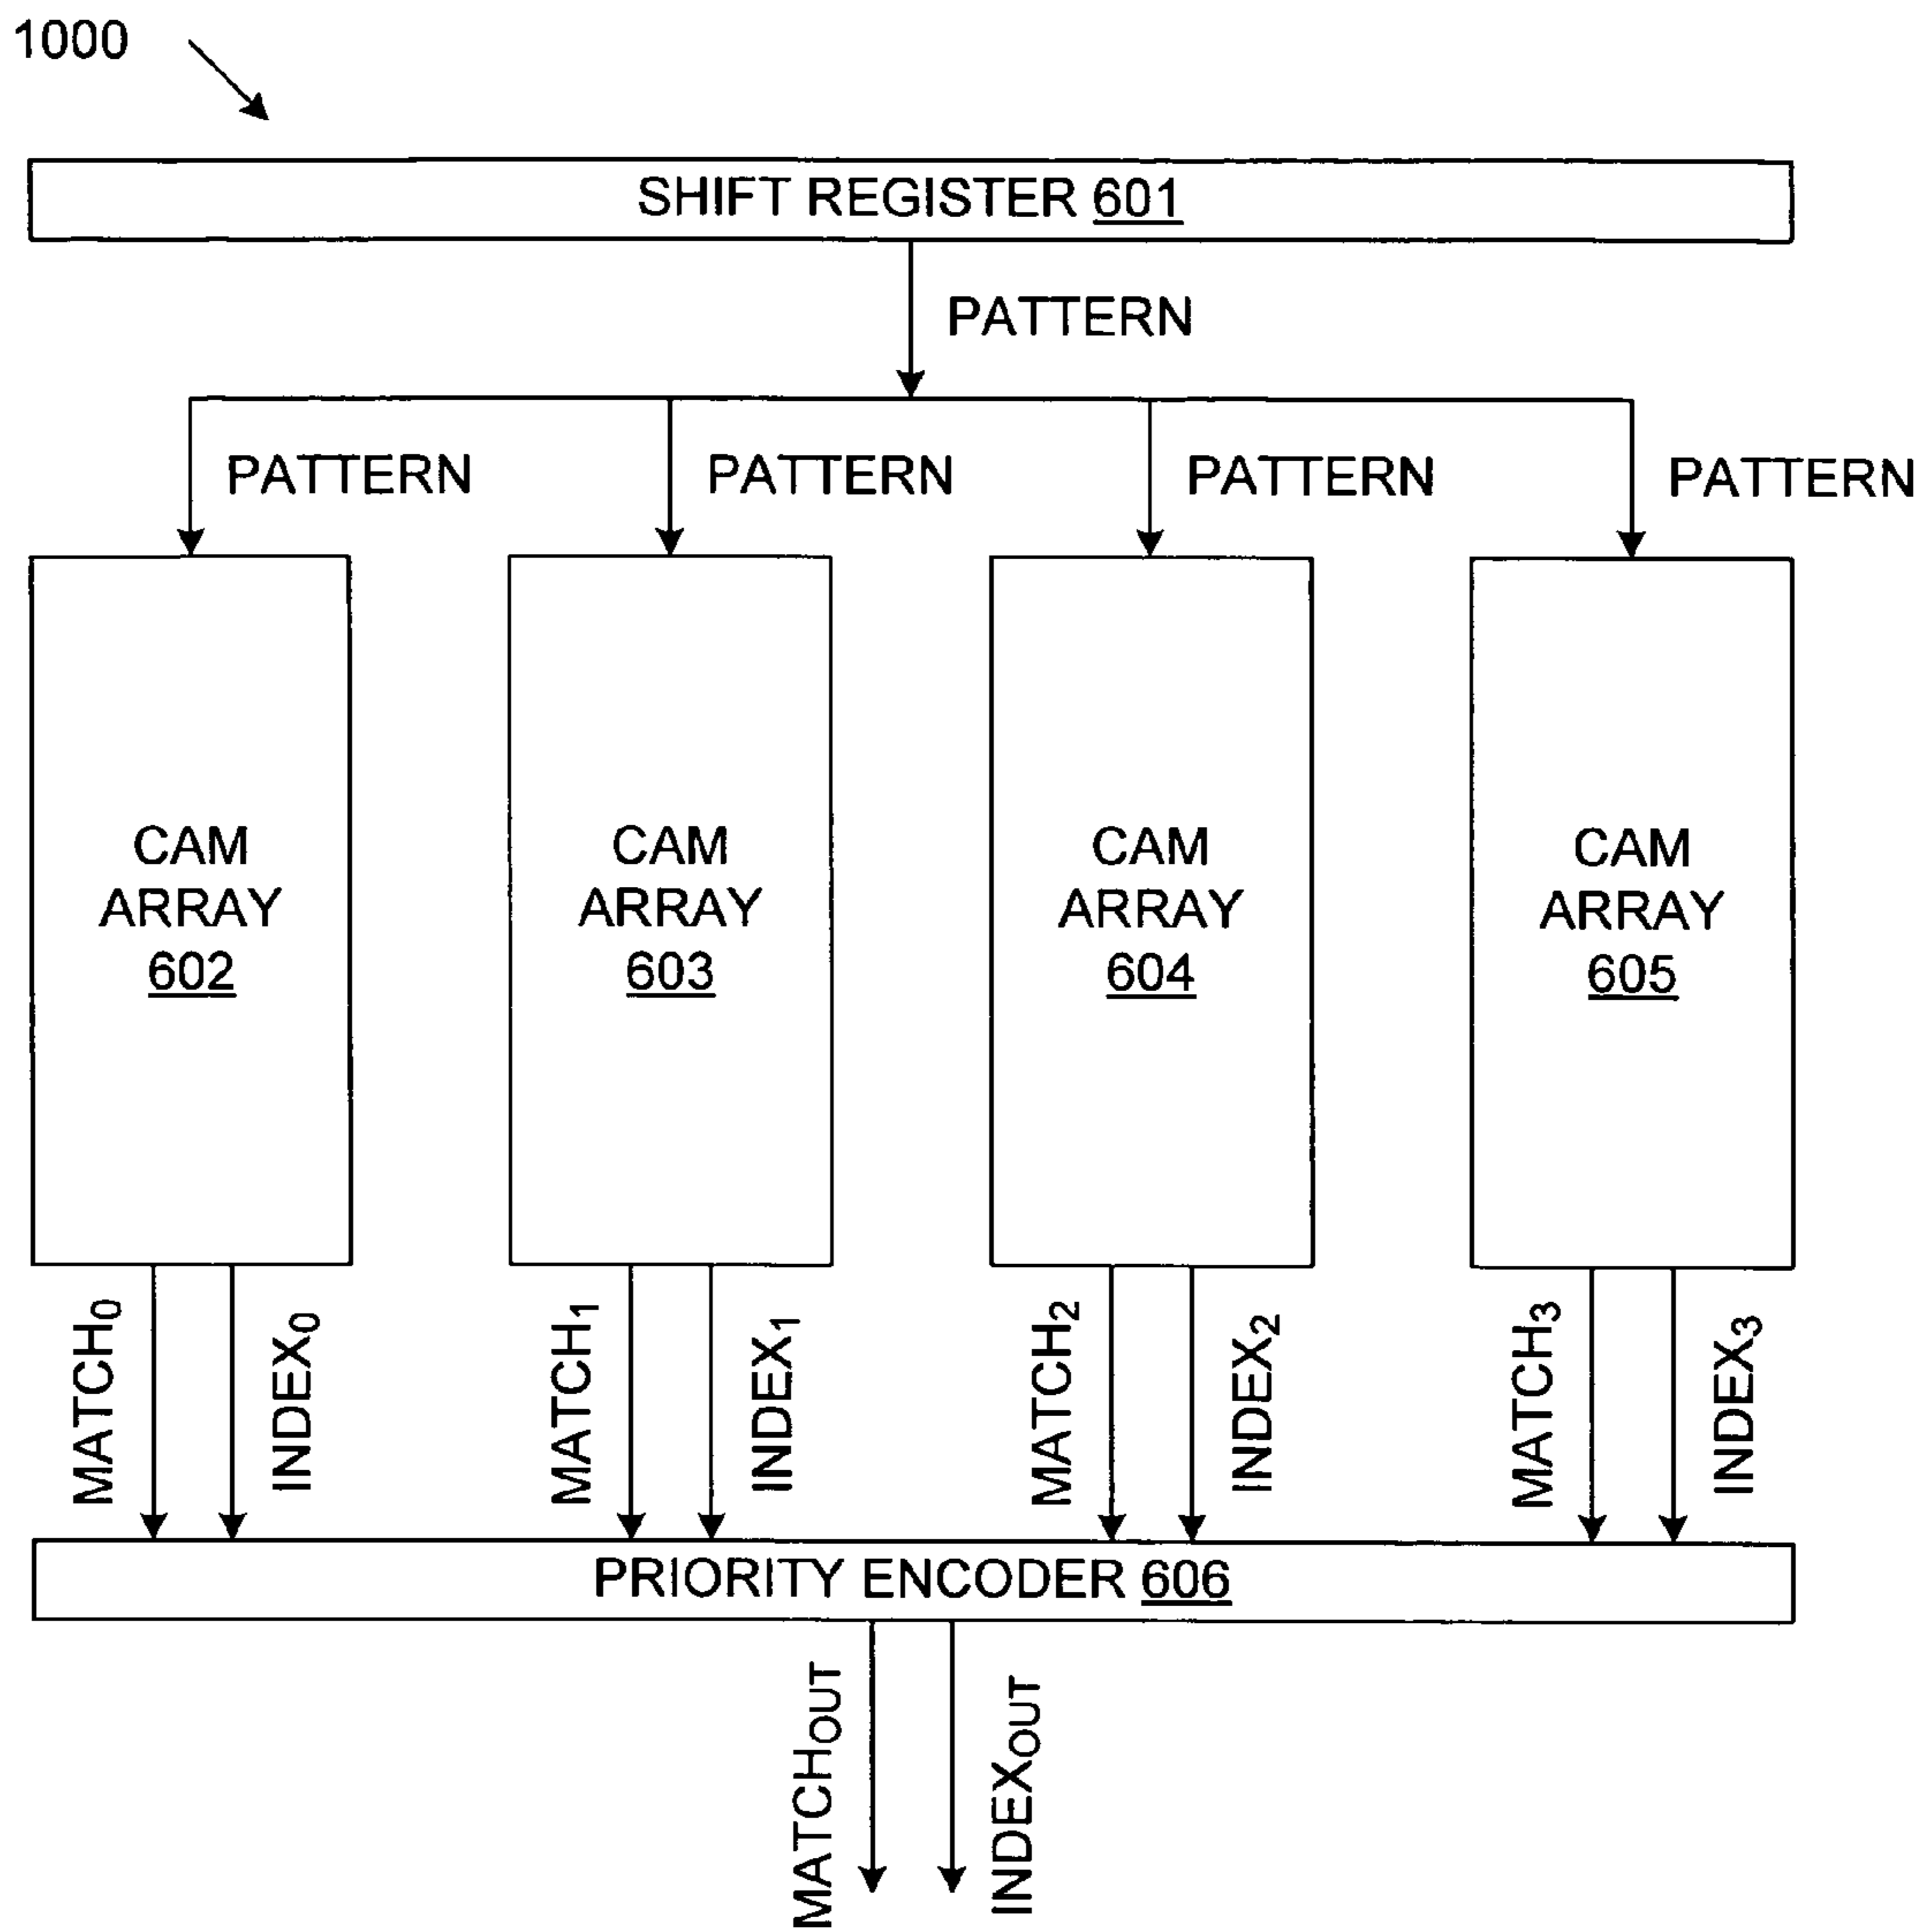 1000
SHIFT REGISTER 601
PATTERN
PATTERN
PATTERN
PATTERN
PATTERN
CAM
ARRAY
602
CAM
ARRAY
603
CAM
ARRAY
604
CAM
ARRAY
605
MATCH0
INDEX0
MATCH1
INDEX1
MATCH2
INDEX2
MATCH3
INDEX3
PRIORITY ENCODER 606
MATCHOUT
INDEXOUT